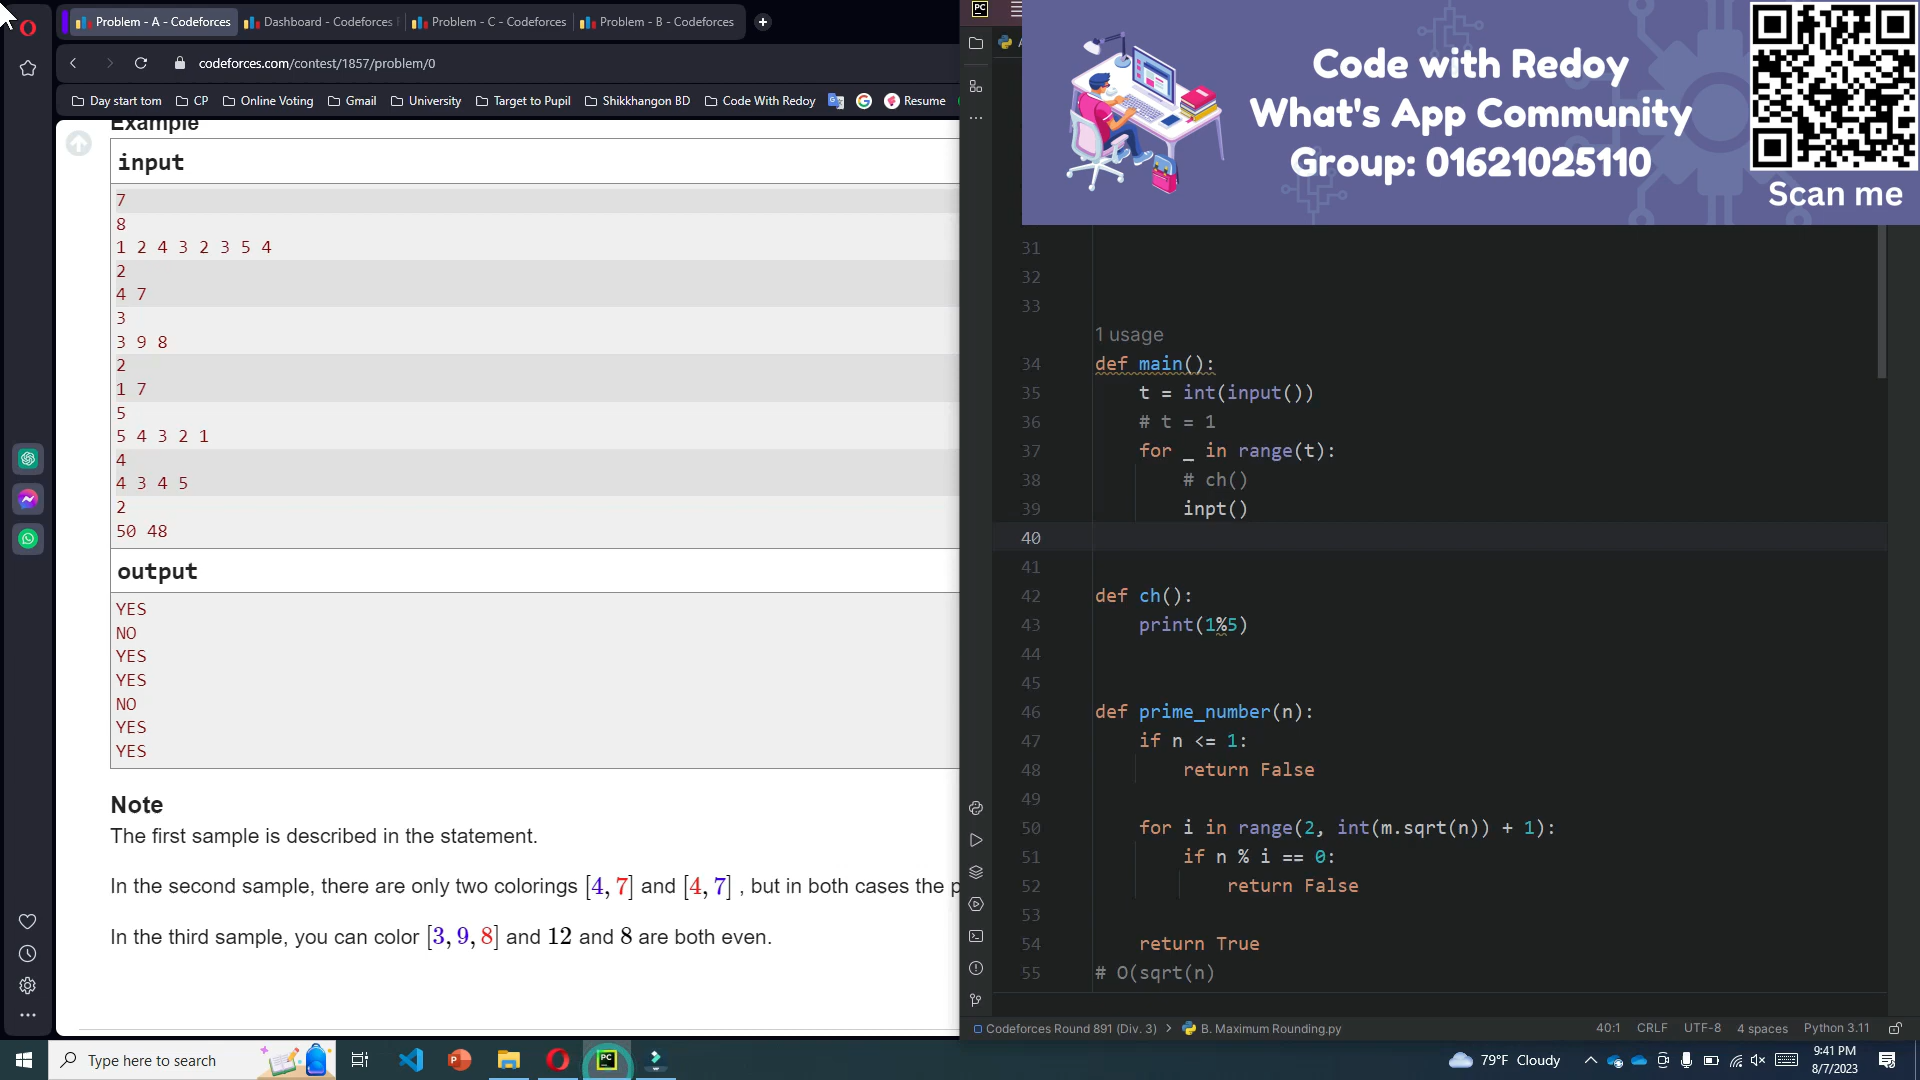 Problem - A - Codeforces
Dashboard - Codeforces
Problem - C - Codeforces
Problem - B - Codeforces
codeforces.com/contest/1857/problem/0
Day start tom
CP
Online Voting
Gmail
University
Target to Pupil
Shikkhangon BD
Code With Redoy
Resume
Example
input
7
8
1 2 4 3 2 3 5 4
2
4 7
3
3 9 8
2
1 7
5
5 4 3 2 1
4
4 3 4 5
2
50 48
output
YES
NO
YES
YES
NO
YES
YES
Note
The first sample is described in the statement.
In the second sample, there are only two colorings [4, 7] and [4, 7] , but in both cases the p
In the third sample, you can color [3, 9, 8] and 12 and 8 are both even.
PC
Code with Redoy
What's App Community
Group: 01621025110
Scan me
31
32
33
1 usage
34 def main():
35 t = int(input())
36 # t = 1
37 for _ in range(t):
38 # ch()
39 inpt()
40
41
42 def ch():
43 print(1%5)
44
45
46 def prime_number(n):
47 if n <= 1:
48 return False
49
50 for i in range(2, int(m.sqrt(n)) + 1):
51 if n % i == 0:
52 return False
53
54 return True
55 # O(sqrt(n)
Codeforces Round 891 (Div. 3) > B. Maximum Rounding.py
40:1 CRLF UTF-8 4 spaces Python 3.11
Type here to search
PC
79°F Cloudy
9:41 PM
8/7/2023